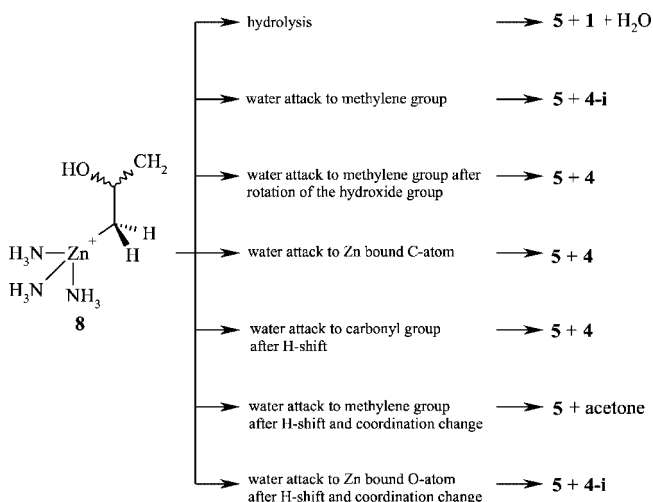 hydrolysis
5 + 1 + H2O
water attack to methylene group
5 + 4-i
HO
CH2
water attack to methylene group after
rotation of the hydroxide group
5 + 4
H
H
+
H3N
Zn
water attack to Zn bound C-atom
5 + 4
H3N
NH3
8
water attack to carbonyl group
after H-shift
5 + 4
water attack to methylene group
after H-shift and coordination change
5 + acetone
water attack to Zn bound O-atom
after H-shift and coordination change
5 + 4-i